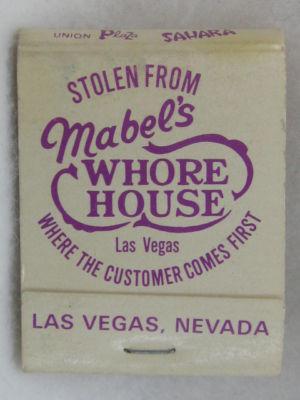 UNION Plaza SAHARA
STOLEN FROM
Mabel's
WHORE
HOUSE
Las Vegas
WHERE THE CUSTOMER COMES FIRST
LAS VEGAS, NEVADA